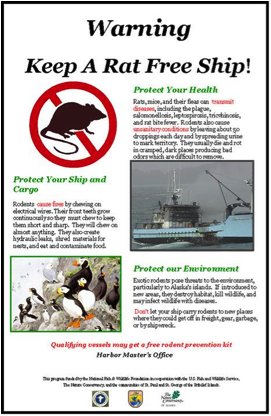 Warning
Keep A Rat Free Ship!
Protect Your Health
Rats, mice, and their fleas can transmit
diseases, including the plague,
salmonellosis, leptospirosis, trichinosis,
and rat bite fever. Rodents also cause
unsanitary conditions by leaving about 50
droppings each day and by spreading urine
to mark territory. They usually die and rot
in cramped, dark places producing bad
odors which are difficult to remove.
Protect Your Ship and
Cargo
Rodents cause fires by chewing on
electrical wires. Their front teeth grow
continuously so they must chew to keep
them short and sharp. They will chew on
almost anything. They also create
hydraulic leaks, shred materials for
nests, and eat and contaminate food.
Protect our Environment
Exotic rodents pose threats to the environment,
particularly to Alaska's islands. If introduced to
new areas, they destroy habitat, kill wildlife, and
may infect wildlife with diseases.
Don't let your ship carry rodents to new places
where they could get off in freight, gear, garbage,
or by shipwreck.
Qualifying vessels may get a free rodent prevention kit
Harbor Master's Office
This program funded by the National Fish & Wildlife Foundation in cooperation with the U.S. Fish and Wildlife Service,
The Nature Conservancy, and the communities of St. Paul and St. George of the Pribilof Islands.